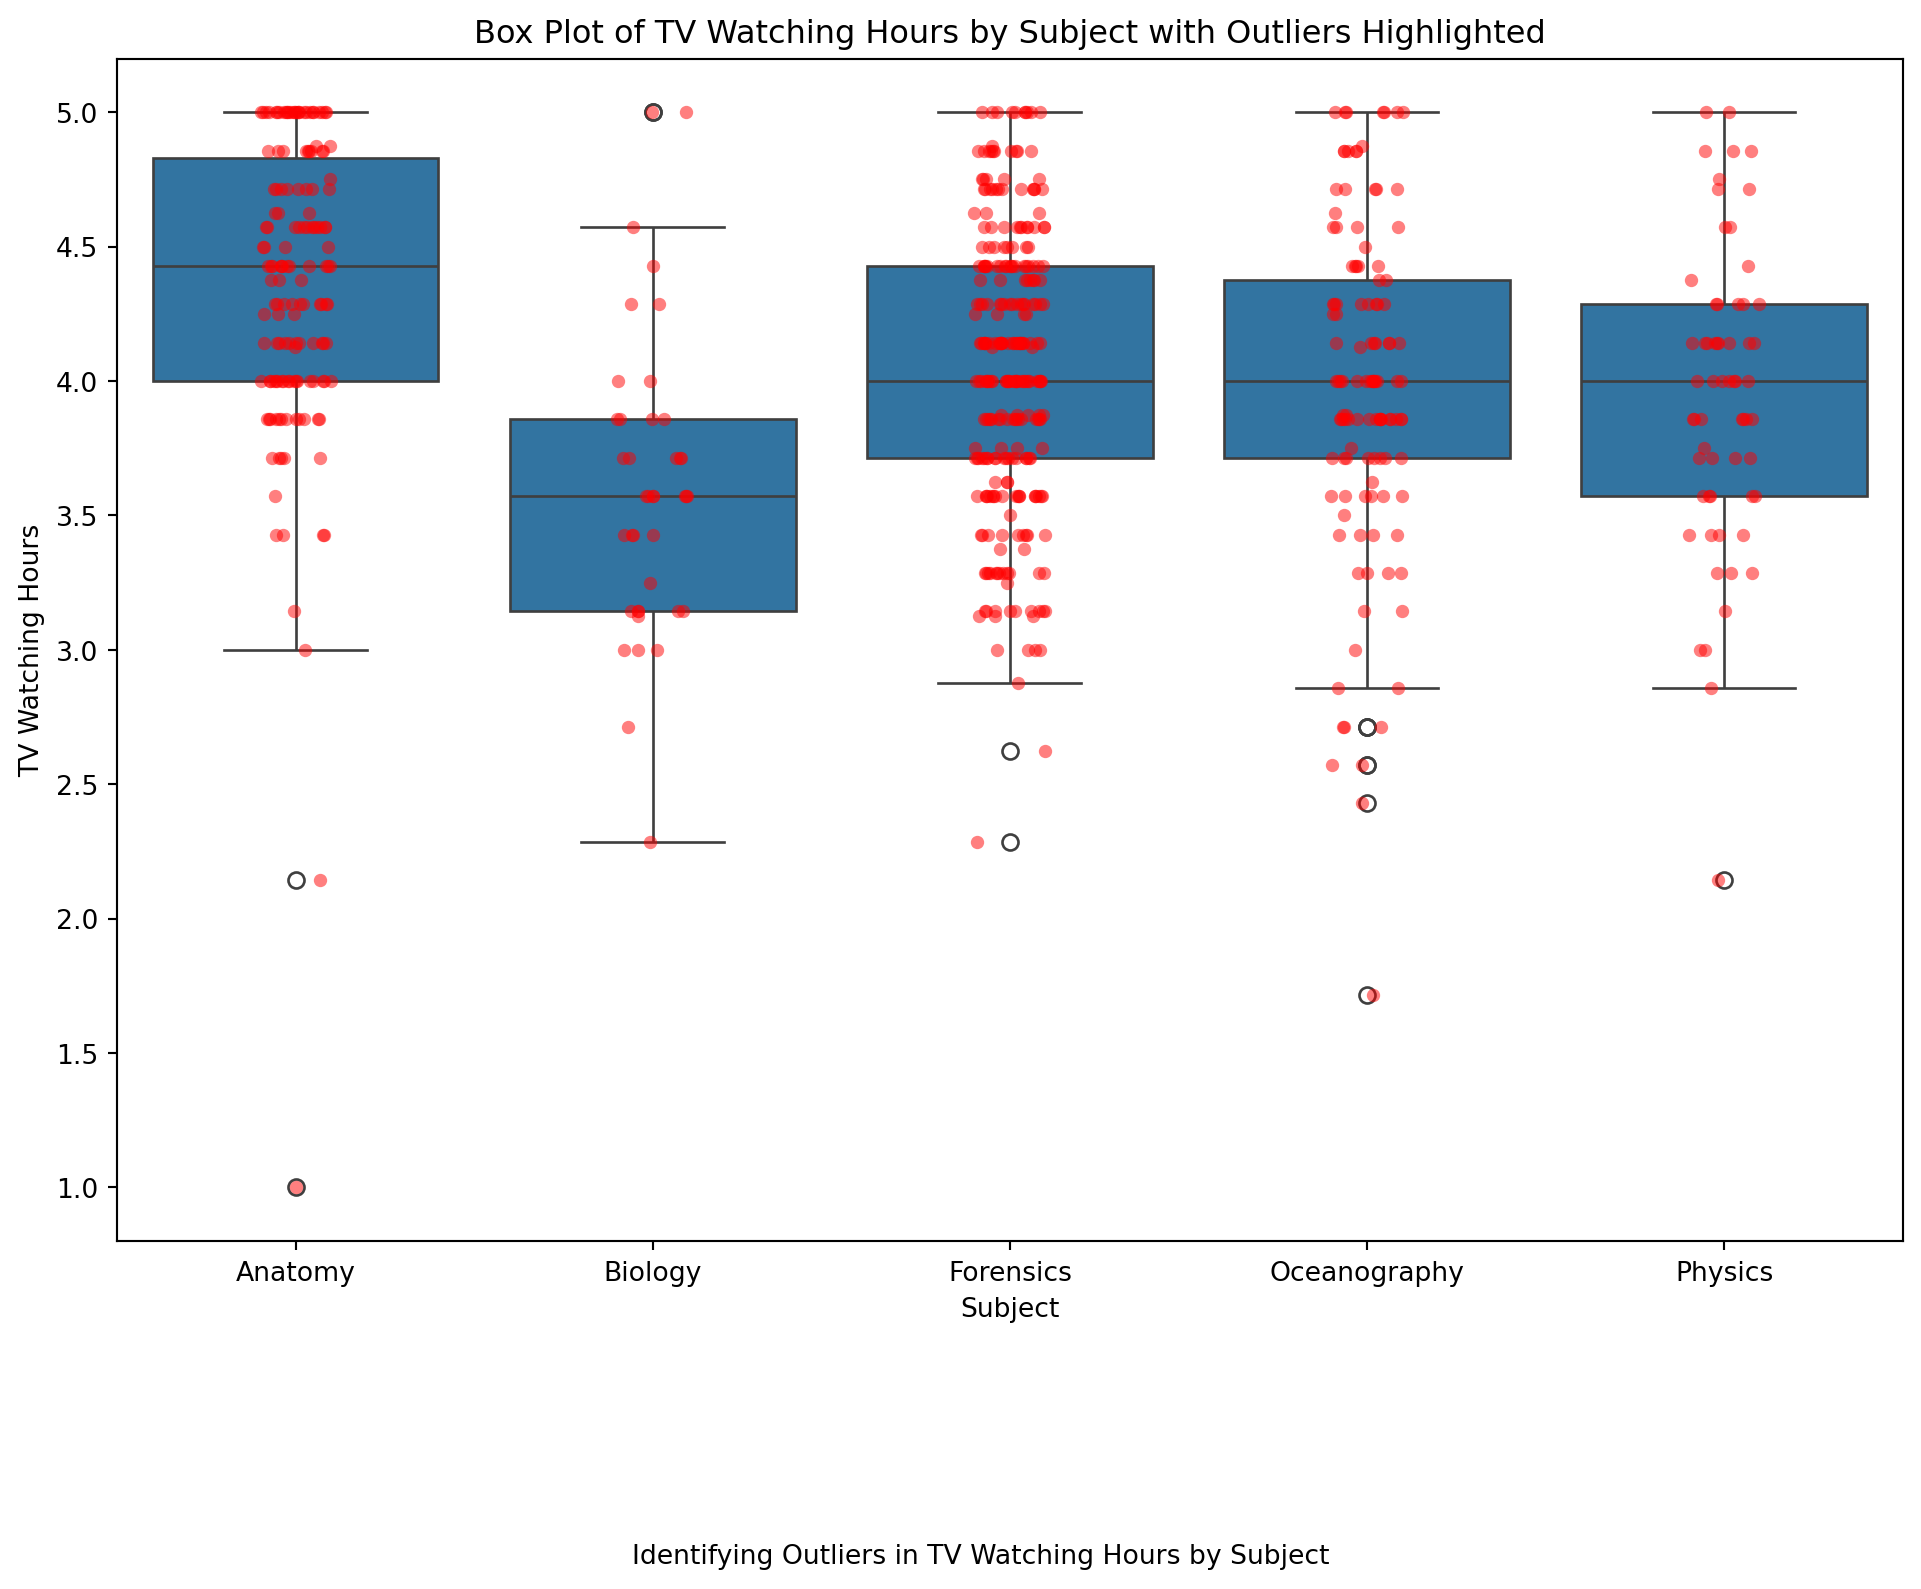 Box Plot of TV Watching Hours by Subject with Outliers Highlighted
TV Watching Hours
5.0
4.5
4.0
3.5
3.0
2.5
2.0
1.5
1.0
Anatomy Biology Forensics Oceanography Physics
Subject
Identifying Outliers in TV Watching Hours by Subject